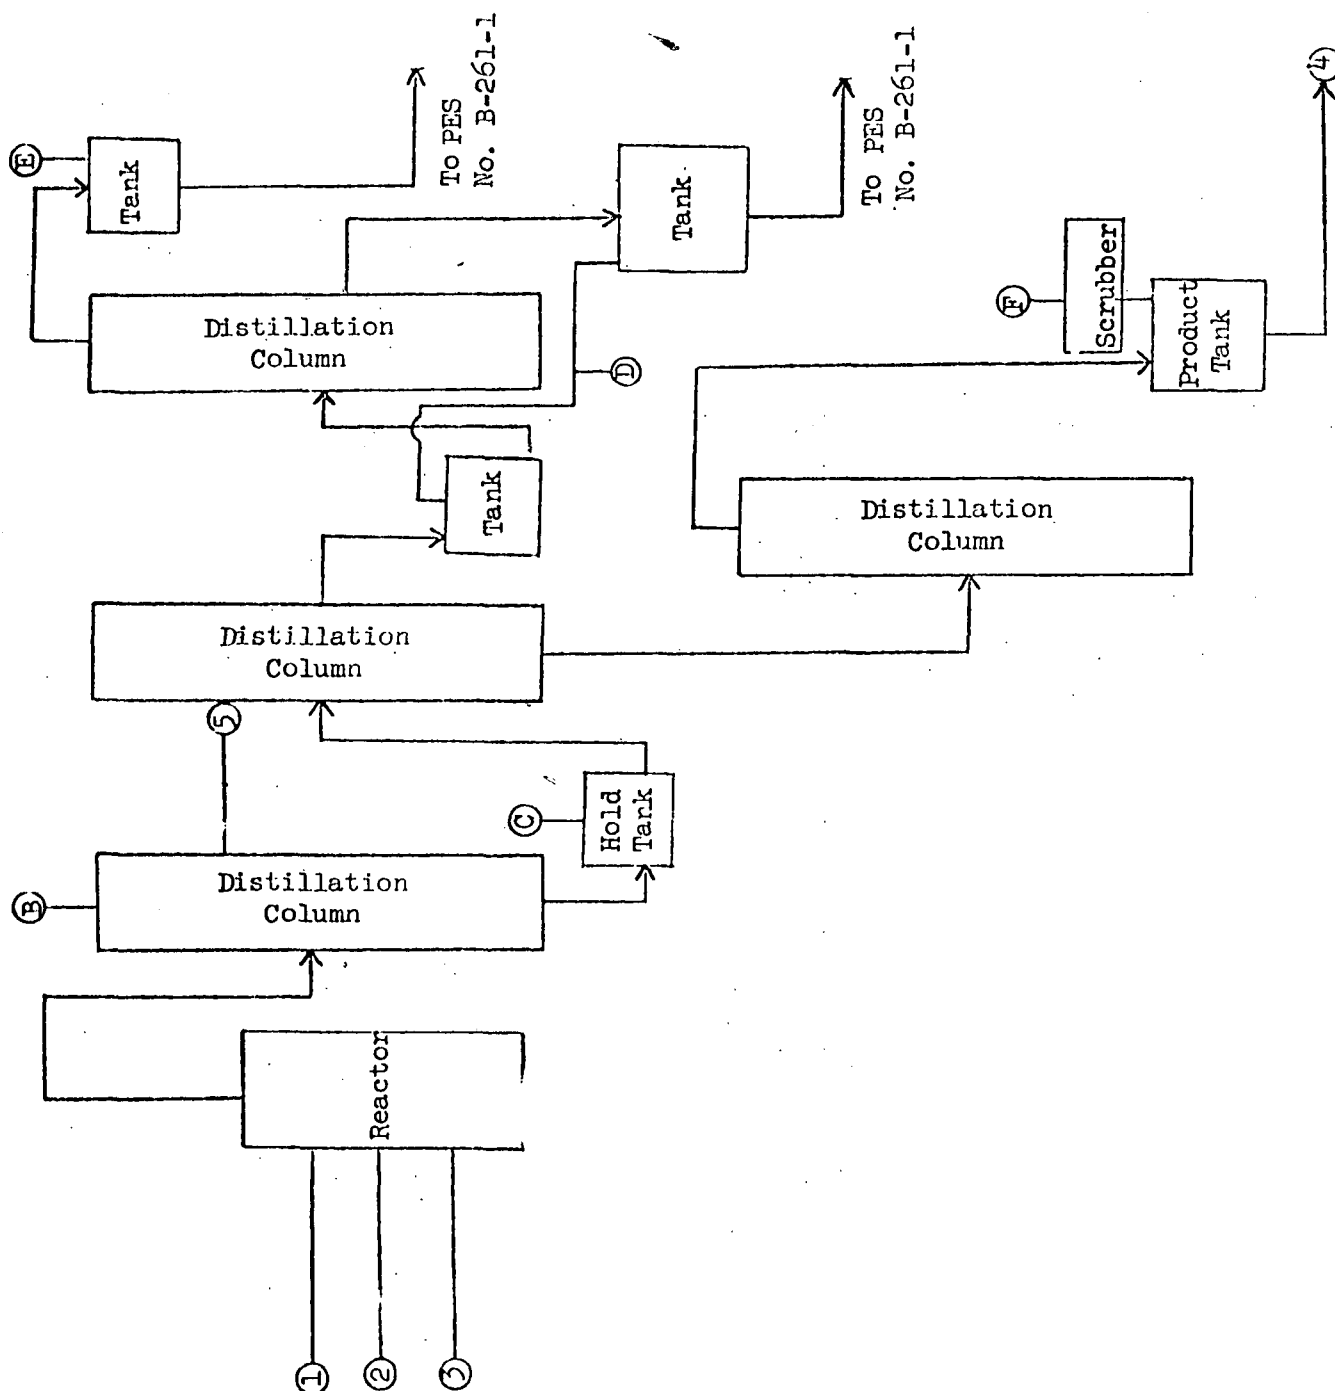 E
Tank
To PES
No. B-261-1
Distillation
Column
Tank
To PES
No. B-261-1
D
Tank
F
Scrubber
Product
Tank
4
Distillation
Column
Distillation
Column
5
C
Hold
Tank
B
Distillation
Column
Reactor
1
2
3